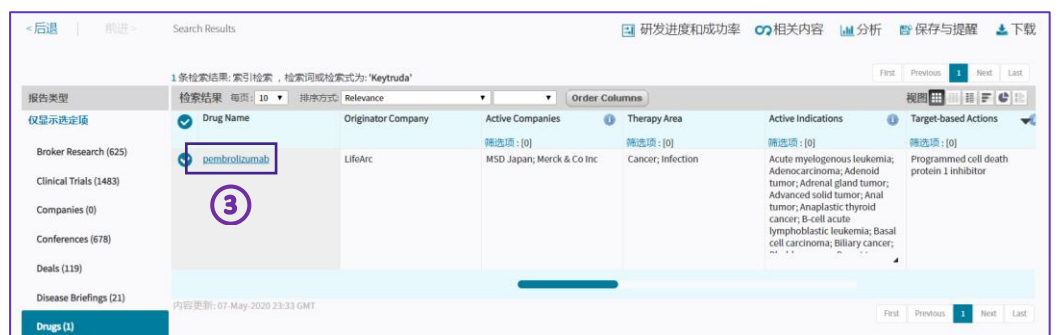 <后退 | 前进> Search Results 研发进度和成功率 相关内容 分析 保存与提醒 下载
1 条检索结果: 索引检索 ，检索词或检索式为: 'Keytruda' First Previous 1 Next Last
报告类型 检索结果 每页: 10 排序方式: Relevance Order Columns 视图
仅显示选定项 Drug Name Originator Company Active Companies Therapy Area Active Indications Target-based Actions
筛选项 : [0] 筛选项 : [0] 筛选项 : [0] 筛选项 : [0]
Broker Research (625) pembrolizumab LifeArc MSD Japan; Merck & Co Inc Cancer; Infection Acute myelogenous leukemia; Programmed cell death
Adenocarcinoma; Adenoid protein 1 inhibitor
Clinical Trials (1483) tumor; Adrenal gland tumor;
Advanced solid tumor; Anal
③
Companies (0) tumor; Anaplastic thyroid
cancer; B-cell acute
lymphoblastic leukemia; Basal
Conferences (678) cell carcinoma; Biliary cancer;
Deals (119)
Disease Briefings (21)
内容更新: 07-May-2020 23:33 GMT
First Previous 1 Next Last
Drugs (1)